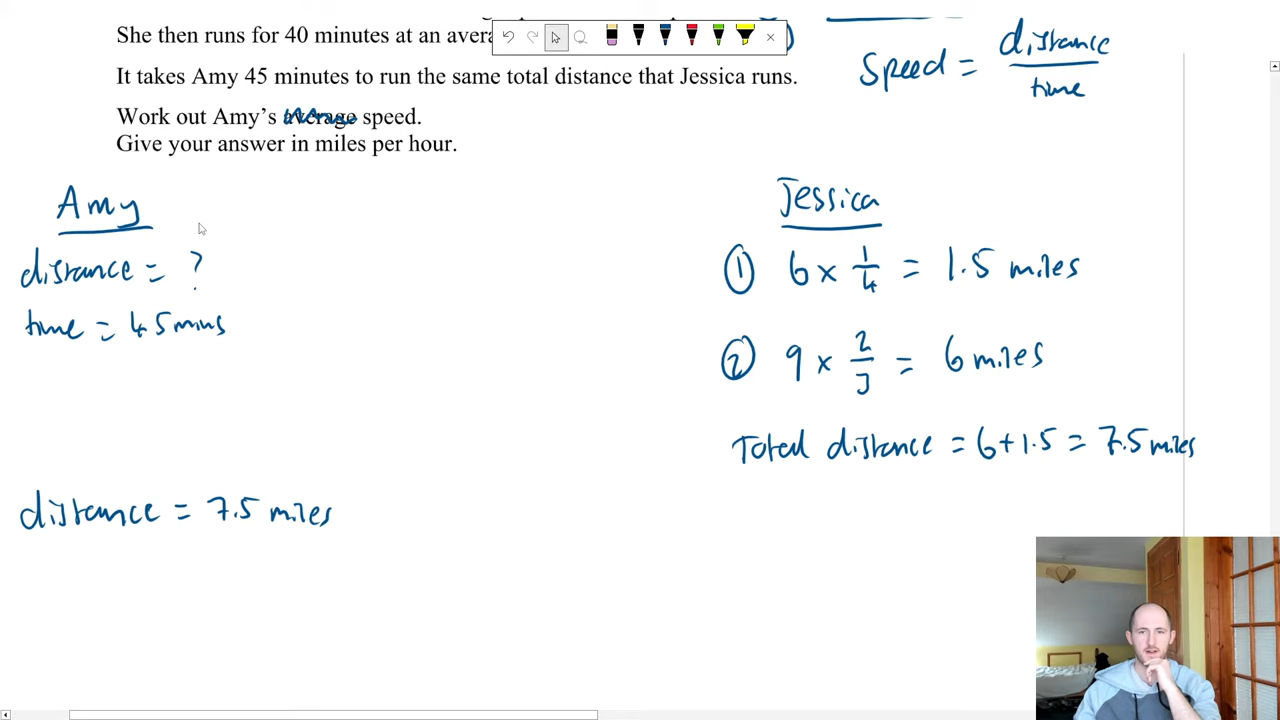 She then runs for 40 minutes at an avera
It takes Amy 45 minutes to run the same total distance that Jessica runs.
Work out Amy's average speed.
Give your answer in miles per hour.
Speed = distance / time
Amy
distance = ?
time = 45 mins
distance = 7.5 miles
Jessica
① 6 × 1/4 = 1.5 miles
② 9 × 2/3 = 6 miles
Total distance = 6 + 1.5 = 7.5 miles